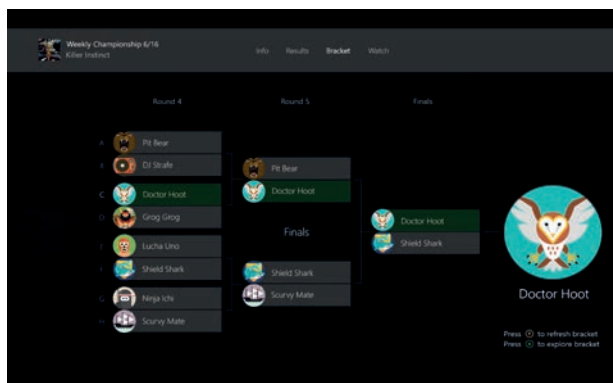 Weekly Championship 6/16
Killer Instinct
Info Results Bracket Watch
Round 4 Round 5 Finals
A Pit Bear
B DJ Strafe
C Doctor Hoot
D Grog Grog
Lucha Uno
Shield Shark
G Ninja Ichi
H Scurvy Mate
Pit Bear
Doctor Hoot
Finals
Shield Shark
Scurvy Mate
Doctor Hoot
Shield Shark
Doctor Hoot
Press to refresh bracket
Press to explore bracket